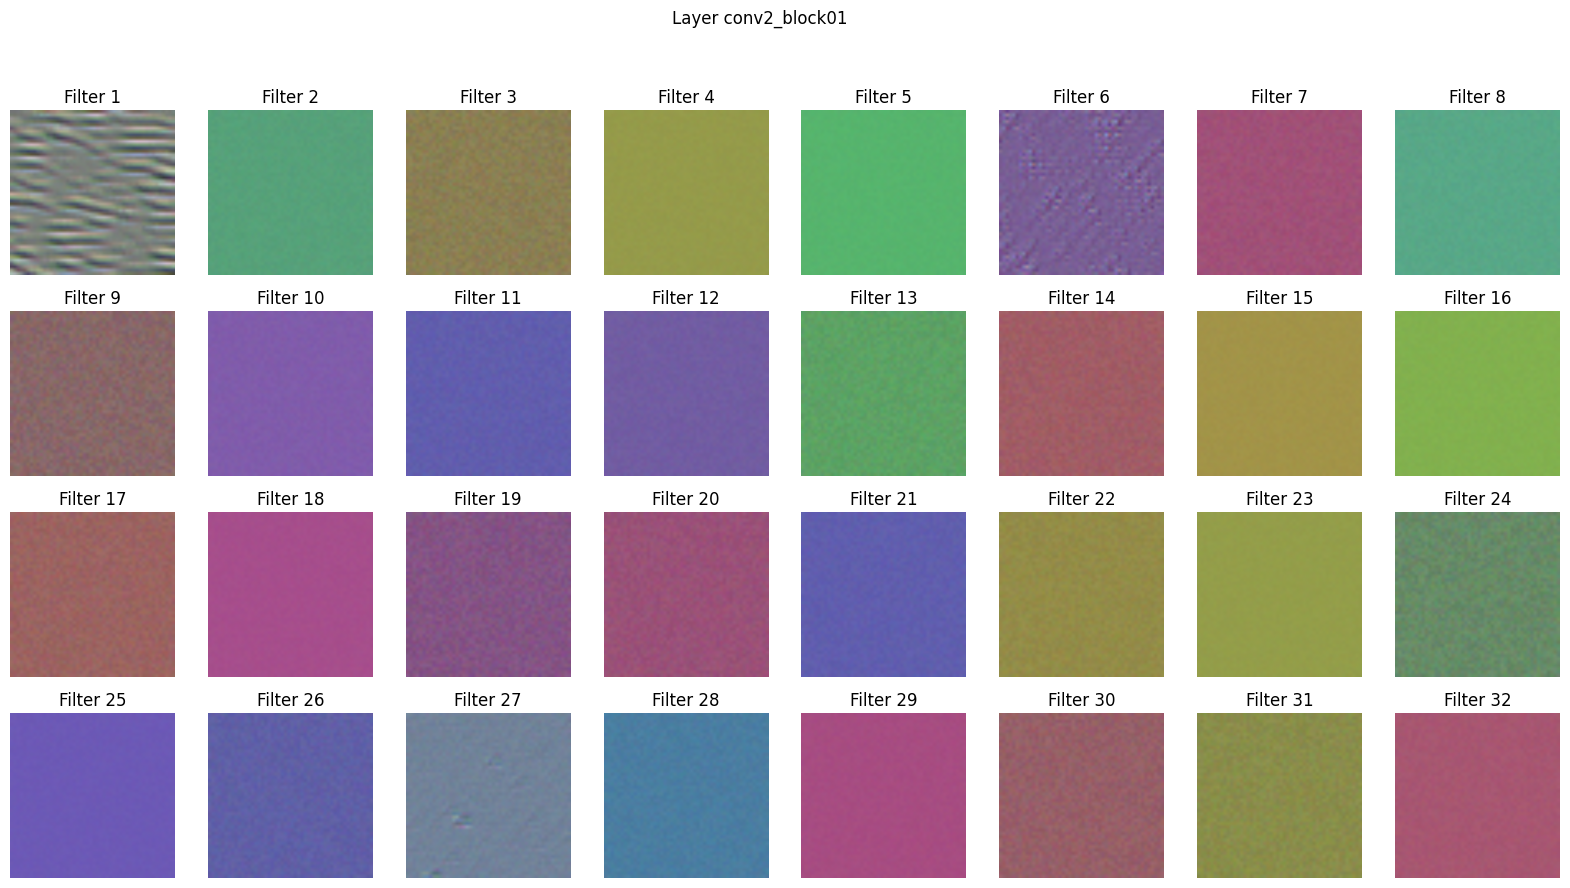 Layer conv2_block01
Filter 1 Filter 2 Filter 3 Filter 4 Filter 5 Filter 6 Filter 7 Filter 8
Filter 9 Filter 10 Filter 11 Filter 12 Filter 13 Filter 14 Filter 15 Filter 16
Filter 17 Filter 18 Filter 19 Filter 20 Filter 21 Filter 22 Filter 23 Filter 24
Filter 25 Filter 26 Filter 27 Filter 28 Filter 29 Filter 30 Filter 31 Filter 32